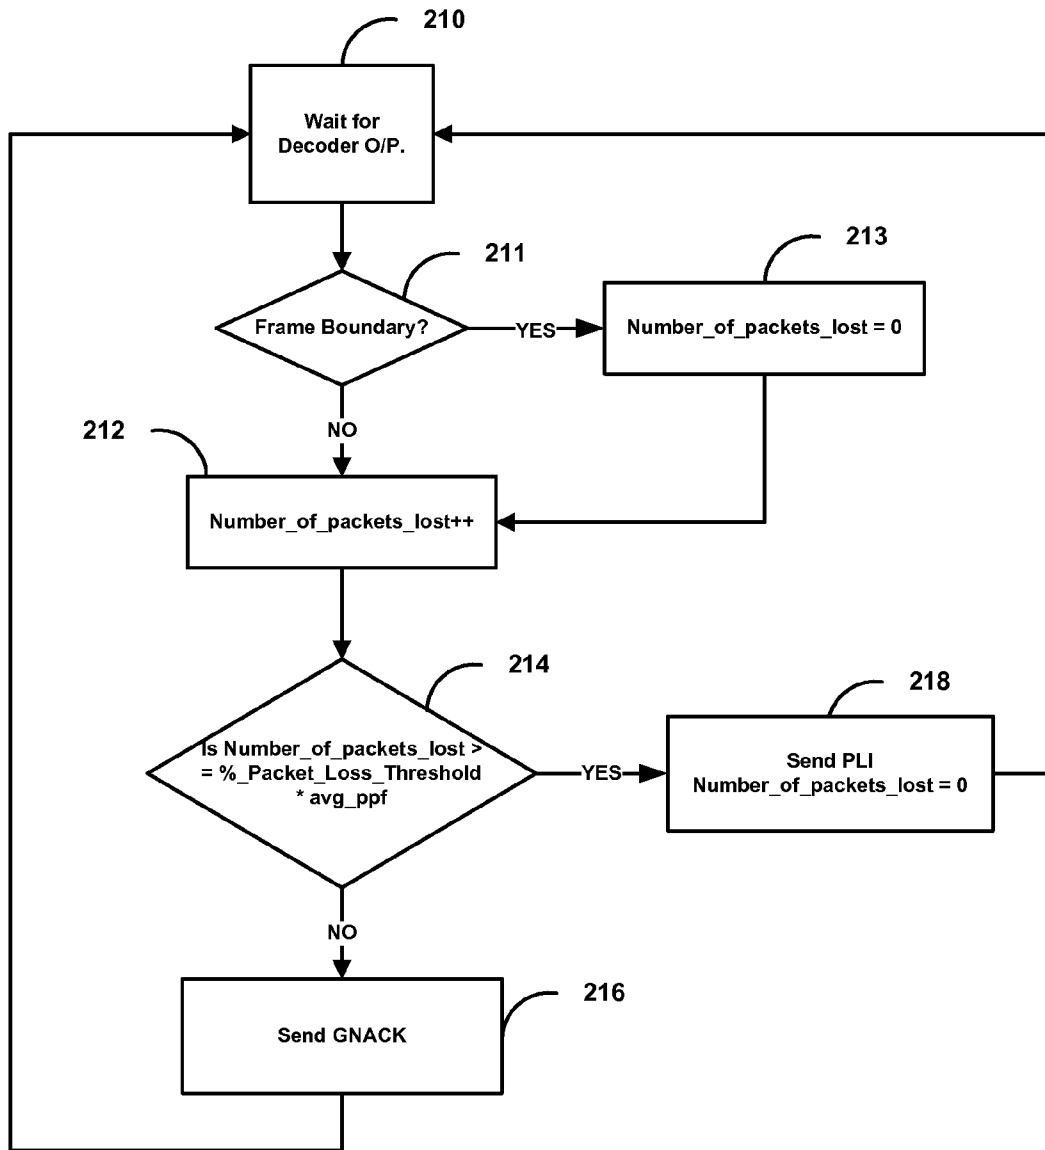 210
Wait for
Decoder O/P.
211
213
Frame Boundary?
YES
Number_of_packets_lost = 0
NO
212
Number_of_packets_lost++
214
218
Is Number_of_packets_lost >
= %_Packet_Loss_Threshold
* avg_ppf
YES
Send PLI
Number_of_packets_lost = 0
NO
216
Send GNACK